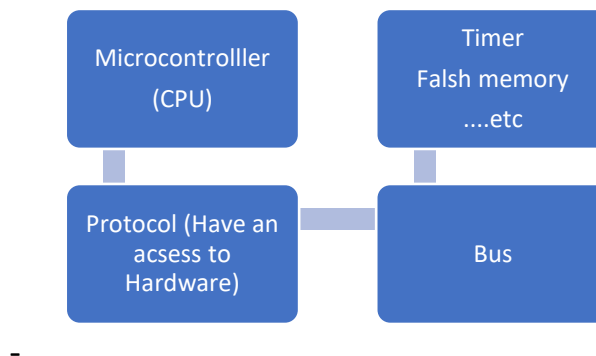 Microcontrolller
(CPU)
Timer
Falsh memory
....etc
Protocol (Have an
acsess to
Hardware)
Bus
-